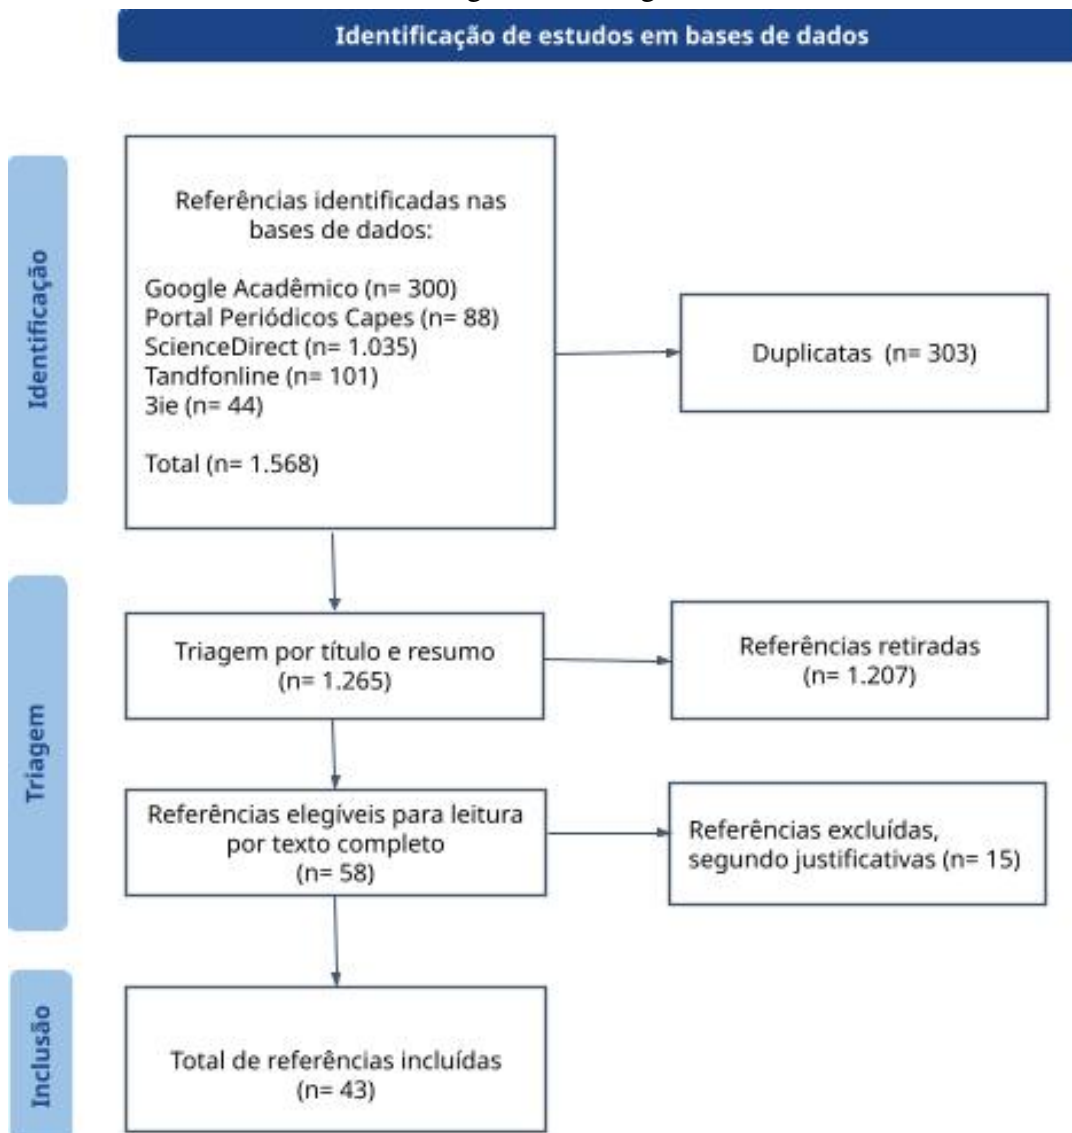 Identificação de estudos em bases de dados
Identificação
Referências identificadas nas
bases de dados:
Google Acadêmico (n= 300)
Portal Periódicos Capes (n= 88)
ScienceDirect (n= 1.035)
Tandfonline (n= 101)
3ie (n= 44)
Total (n= 1.568)
Duplicatas (n= 303)
Triagem
Triagem por título e resumo
(n= 1.265)
Referências retiradas
(n= 1.207)
Referências elegíveis para leitura
por texto completo
(n= 58)
Referências excluídas,
segundo justificativas (n= 15)
Inclusão
Total de referências incluídas
(n= 43)